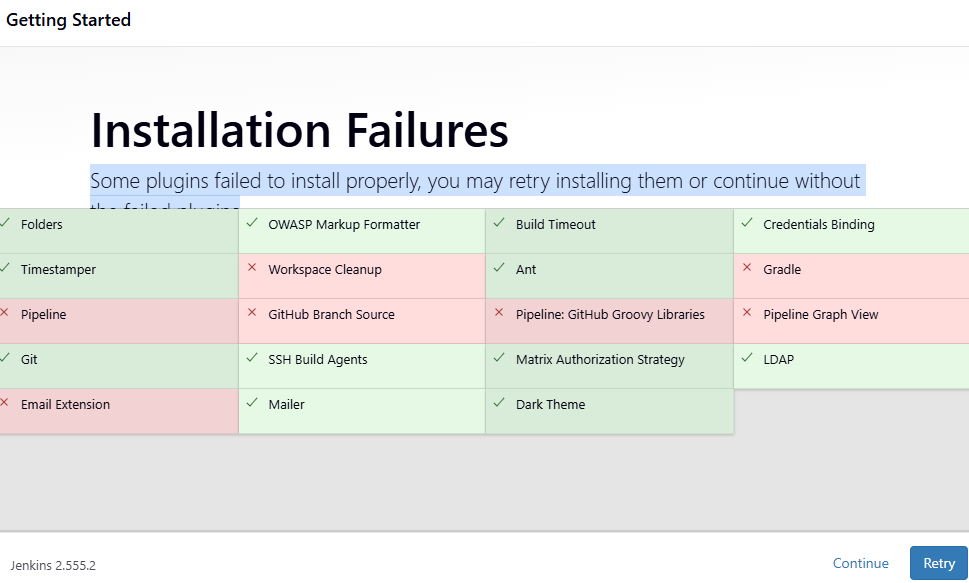 Getting Started
Installation Failures
Some plugins failed to install properly, you may retry installing them or continue without
the failed plugins
Folders
OWASP Markup Formatter
Build Timeout
Credentials Binding
Timestamper
Workspace Cleanup
Ant
Gradle
Pipeline
GitHub Branch Source
Pipeline: GitHub Groovy Libraries
Pipeline Graph View
Git
SSH Build Agents
Matrix Authorization Strategy
LDAP
Email Extension
Mailer
Dark Theme
Jenkins 2.555.2
Continue
Retry